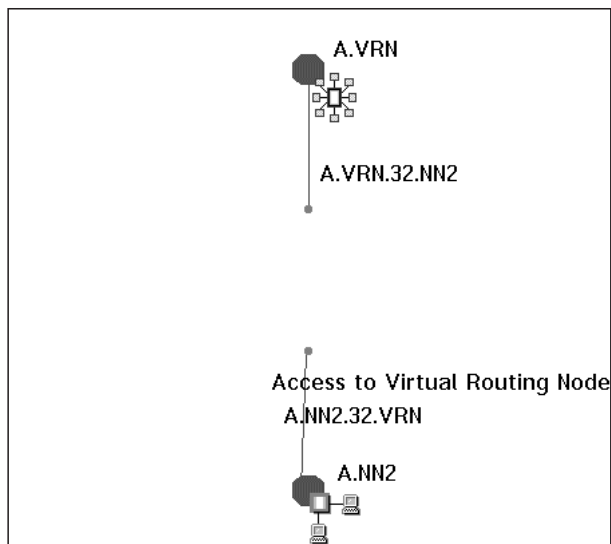 A.VRN
A.VRN.32.NN2
Access to Virtual Routing Node
A.NN2.32.VRN
A.NN2